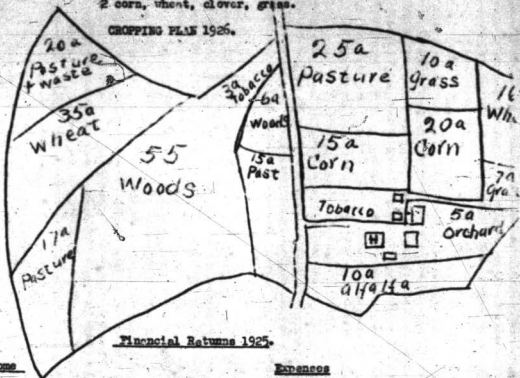 2 corn, wheat, clover, grass.
CROPPING PLAN 1926.
20a
Pasture
+ waste
35a
Wheat
55
Woods
17a
Pasture
Tobacco
6a
Woods
15a
Past
25a
Pasture
10a
grass
15a
Corn
20a
Corn
Tobacco
5a
Orchard
H
10a
alfalfa
7a
Financial Returns 1925.
Expenses